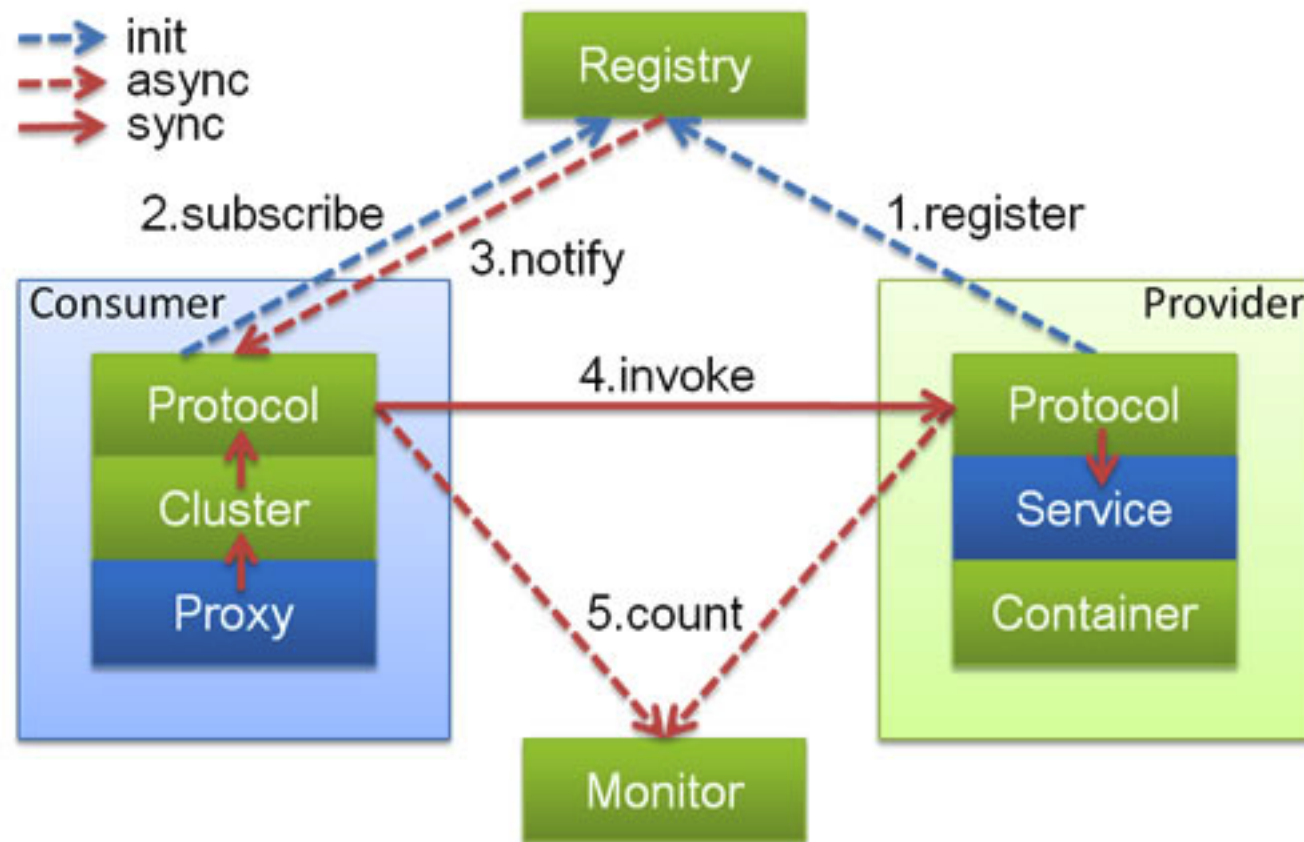 init
async
sync
Registry
2.subscribe
1.register
3.notify
Consumer
Provider
Protocol
4.invoke
Protocol
Cluster
Service
Proxy
5.count
Container
Monitor